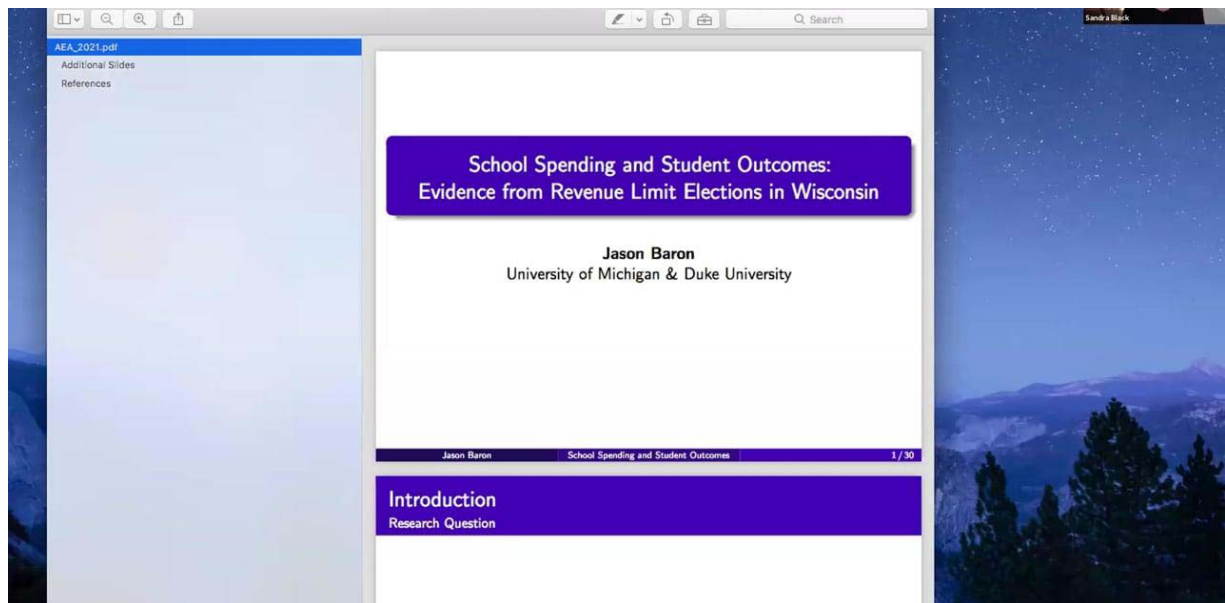 Search
Sandra Black
AEA_2021.pdf
Additional Slides
References
School Spending and Student Outcomes:
Evidence from Revenue Limit Elections in Wisconsin
Jason Baron
University of Michigan & Duke University
Jason Baron
School Spending and Student Outcomes
1/30
Introduction
Research Question